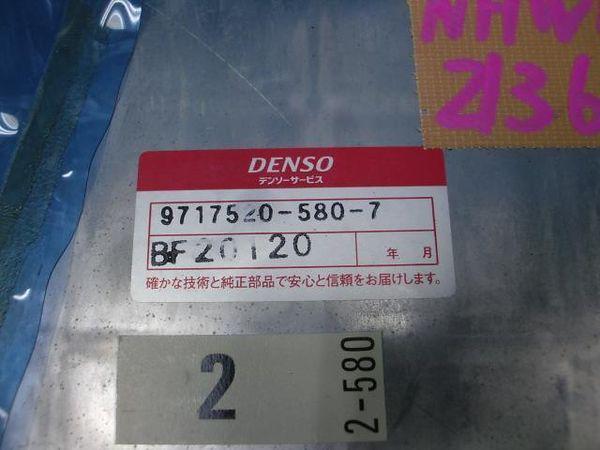 NHW
2136
DENSO
デンソーサービス
9717520-580-7
BF20120
年 月
確かな技術と純正部品で安心と信頼をお届けします。
2
2-580